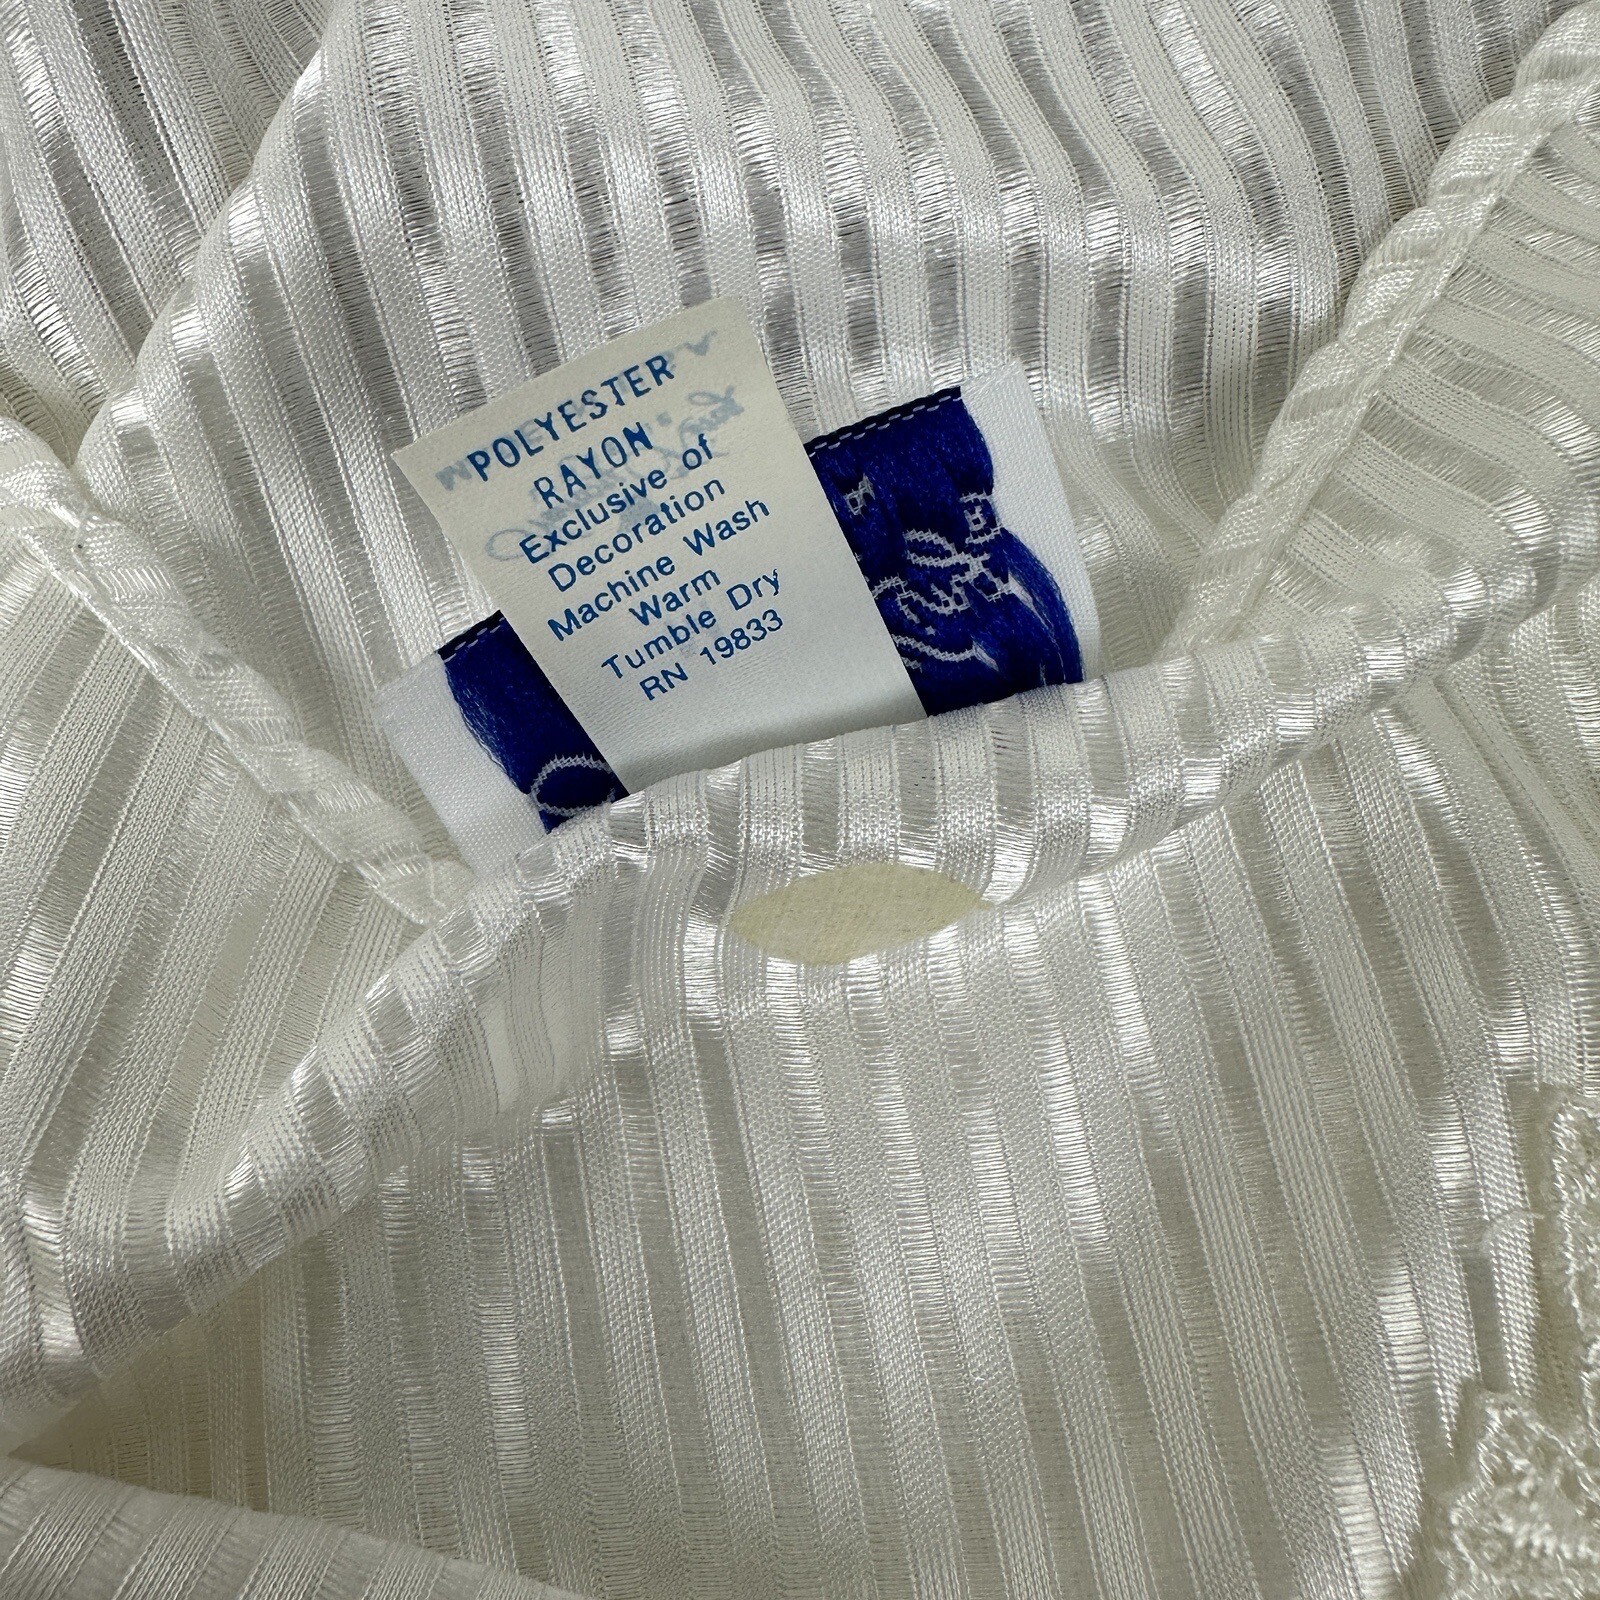 POLYESTER
RAYON
Exclusive of
Decoration
Machine Wash
Warm
Tumble Dry
RN 19833